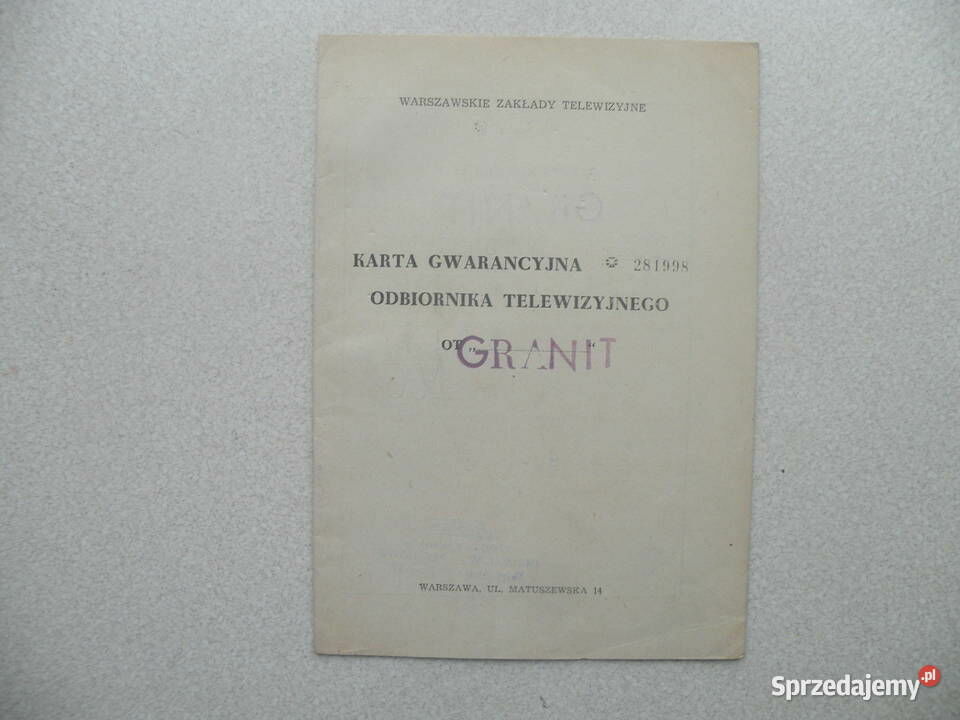 WARSZAWSKIE ZAKŁADY TELEWIZYJNE
KARTA GWARANCYJNA 281998
ODBIORNIKA TELEWIZYJNEGO
OT „GRANIT“
WARSZAWA, UL. MATUSZEWSKA 14
Sprzedajemy.pl